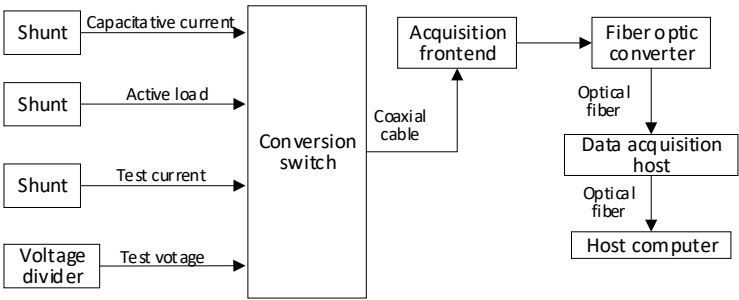 Shunt
Capacitative current
Shunt
Active load
Shunt
Test current
Voltage
divider
Test votage
Conversion
switch
Coaxial
cable
Acquisition
frontend
Fiber optic
converter
Optical
fiber
Data acquisition
host
Optical
fiber
Host computer